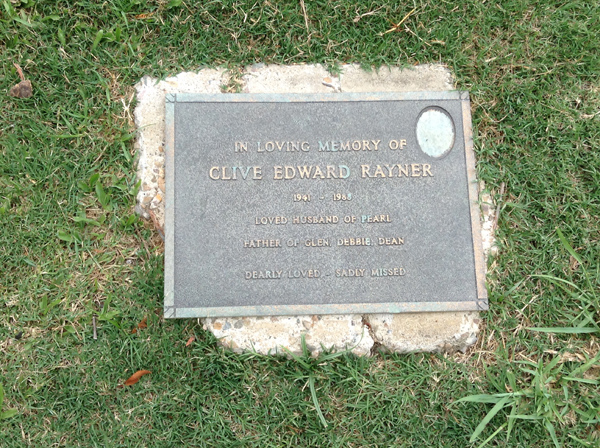 IN LOVING MEMORY OF
CLIVE EDWARD RAYNER
1941 - 1988
LOVED HUSBAND OF PEARL
FATHER OF GLEN, DEBBIE, DEAN
DEARLY LOVED - SADLY MISSED